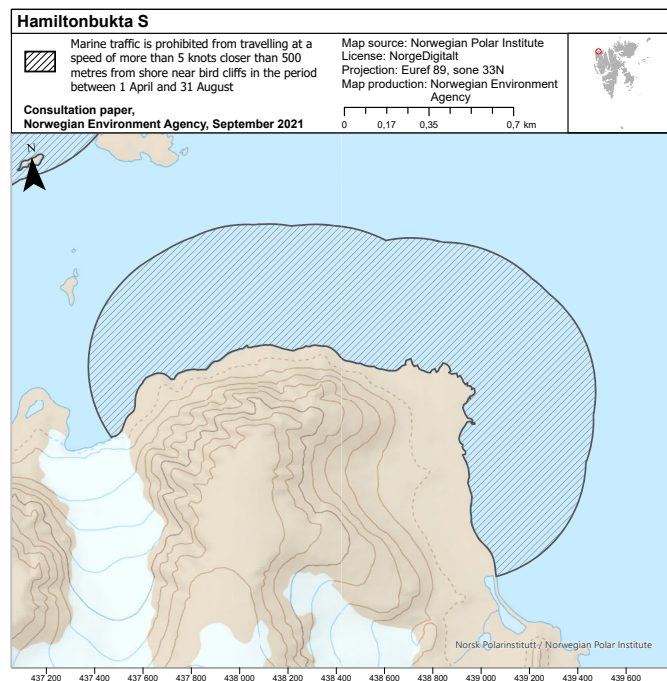 Hamiltonbukta S
Marine traffic is prohibited from travelling at a
speed of more than 5 knots closer than 500
metres from shore near bird cliffs in the period
between 1 April and 31 August
Consultation paper,
Norwegian Environment Agency, September 2021
Map source: Norwegian Polar Institute
License: NorgeDigitalt
Projection: Euref 89, sone 33N
Map production: Norwegian Environment
Agency
0 0,17 0,35 0,7 km
N
Norsk Polarinstitutt / Norwegian Polar Institute
437 200 437 400 437 600 437 800 438 000 438 200 438 400 438 600 438 800 439 000 439 200 439 400 439 600